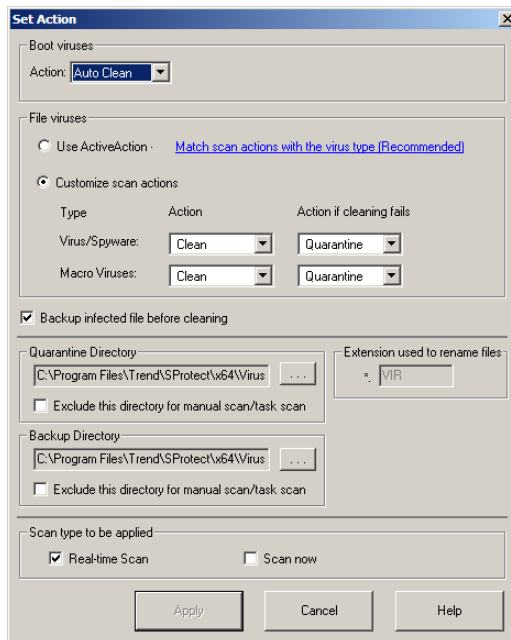 Set Action
Boot viruses
Action: Auto Clean
File viruses
Use ActiveAction - Match scan actions with the virus type (Recommended)
Customize scan actions
Type Action Action if cleaning fails
Virus/Spyware: Clean Quarantine
Macro Viruses: Clean Quarantine
Backup infected file before cleaning
Quarantine Directory
C:\Program Files\Trend\SProtect\x64\Virus ...
Exclude this directory for manual scan/task scan
Extension used to rename files
*. VIR
Backup Directory
C:\Program Files\Trend\SProtect\x64\Virus ...
Exclude this directory for manual scan/task scan
Scan type to be applied
Real-time Scan Scan now
Apply Cancel Help